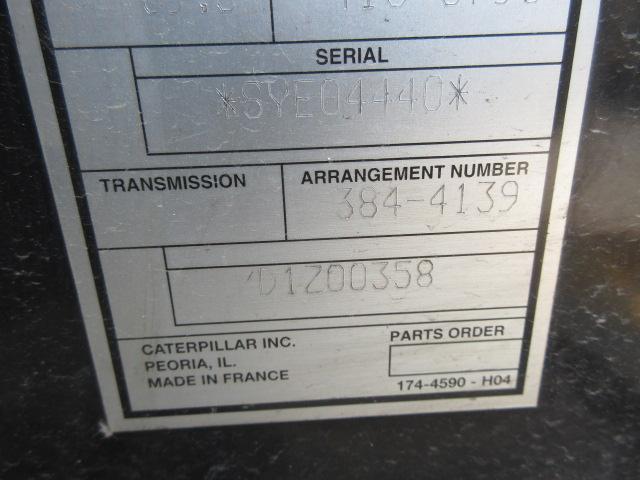 SERIAL
*SYE04440*
TRANSMISSION
ARRANGEMENT NUMBER
384-4139
D1Z00358
CATERPILLAR INC.
PEORIA, IL.
MADE IN FRANCE
PARTS ORDER
174-4590 - H04